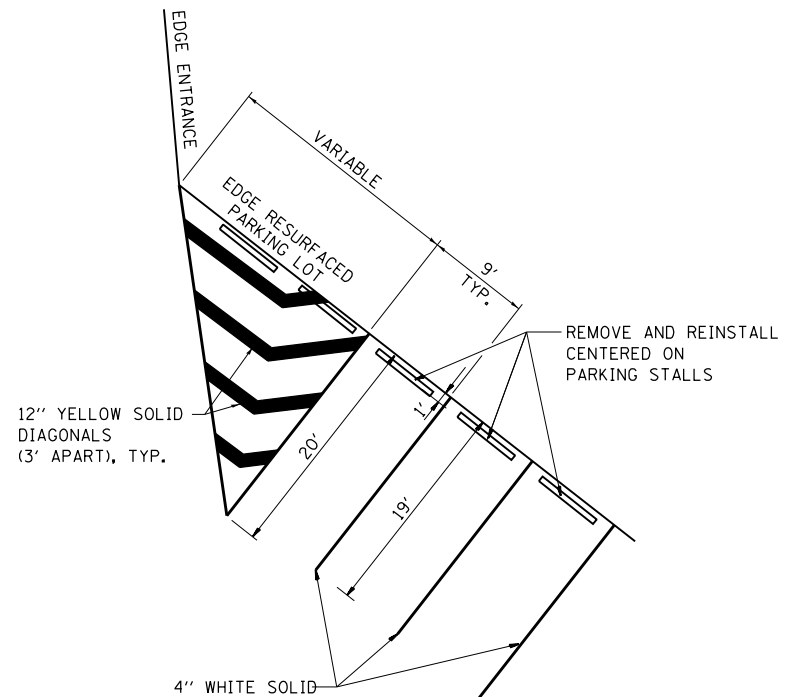 EDGE ENTRANCE
VARIABLE
EDGE RESURFACED
PARKING LOT
9'
TYP.
REMOVE AND REINSTALL
CENTERED ON
PARKING STALLS
12'' YELLOW SOLID
DIAGONALS
(3' APART), TYP.
20'
1'
19'
4'' WHITE SOLID